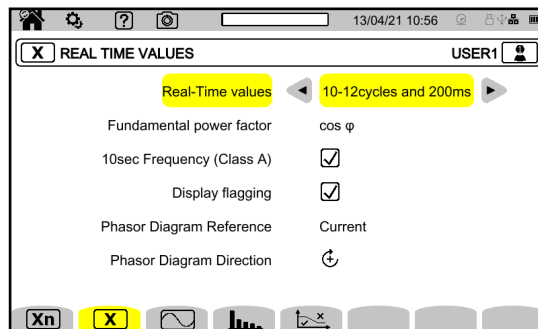 ? 13/04/21 10:56
X REAL TIME VALUES USER1
Real-Time values 10-12cycles and 200ms
Fundamental power factor cos φ
10sec Frequency (Class A)
Display flagging
Phasor Diagram Reference Current
Phasor Diagram Direction +
Xn X x